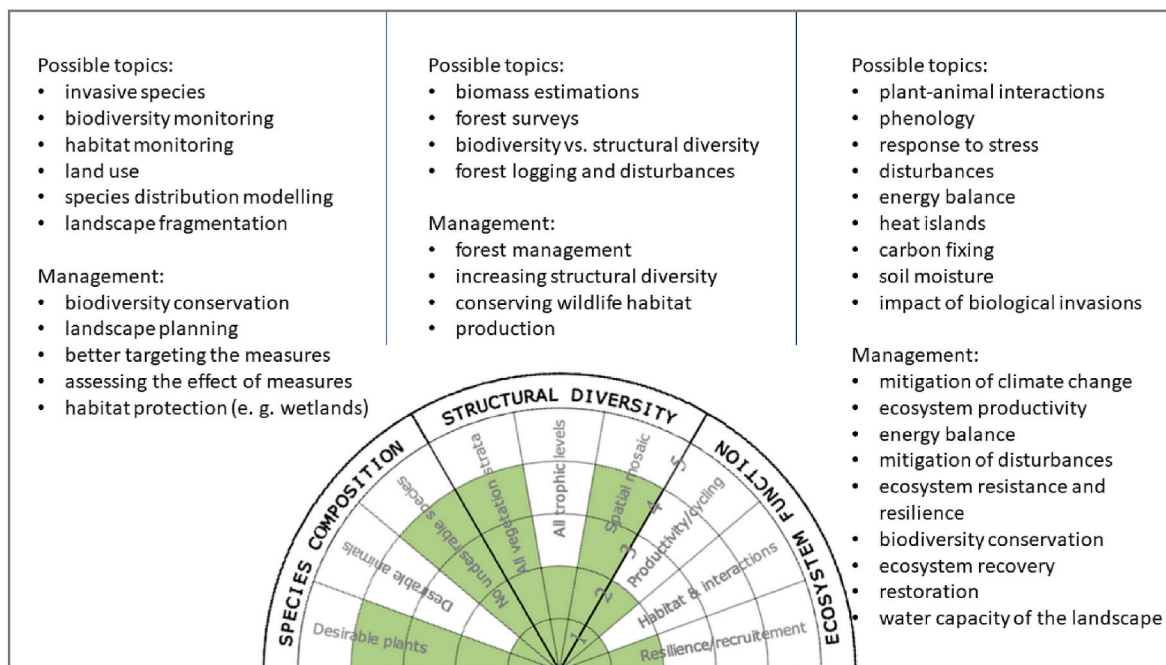 Possible topics:
• invasive species
• biodiversity monitoring
• habitat monitoring
• land use
• species distribution modelling
• landscape fragmentation
Management:
• biodiversity conservation
• landscape planning
• better targeting the measures
• assessing the effect of measures
• habitat protection (e. g. wetlands)
Possible topics:
• biomass estimations
• forest surveys
• biodiversity vs. structural diversity
• forest logging and disturbances
Management:
• forest management
• increasing structural diversity
• conserving wildlife habitat
• production
Possible topics:
• plant-animal interactions
• phenology
• response to stress
• disturbances
• energy balance
• heat islands
• carbon fixing
• soil moisture
• impact of biological invasions
Management:
• mitigation of climate change
• ecosystem productivity
• energy balance
• mitigation of disturbances
• ecosystem resistance and
resilience
• biodiversity conservation
• ecosystem recovery
• restoration
• water capacity of the landscape
SPECIES COMPOSITION
STRUCTURAL DIVERSITY
ECOSYSTEM FUNCTION
Desirable plants
Desirable animals
No undesirable species
All vegetation strata
All trophic levels
Spatial mosaic
Productivity/cycling
Habitat & interactions
Resilience/recruitement
1
2
3
4
5